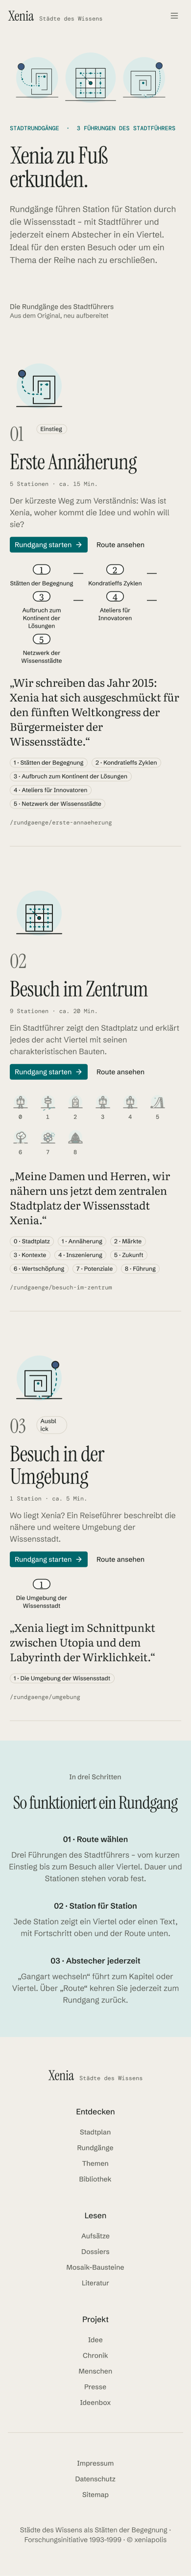 Xenia Städte des Wissens
STADTRUNDGÄNGE · 3 FÜHRUNGEN DES STADTFÜHRERS
Xenia zu Fuß
erkunden.
Rundgänge führen Station für Station durch
die Wissensstadt – mit Stadtführer und
jederzeit einem Abstecher in ein Viertel.
Ideal für den ersten Besuch oder um ein
Thema der Reihe nach zu erschließen.
Die Rundgänge des Stadtführers
Aus dem Original, neu aufbereitet
01 Einstieg
Erste Annäherung
5 Stationen · ca. 15 Min.
Der kürzeste Weg zum Verständnis: Was ist
Xenia, woher kommt die Idee und wohin will
sie?
Rundgang starten → Route ansehen
1 2
Stätten der Begegnung Kondratieffs Zyklen
3 4
Aufbruch zum Ateliers für
Kontinent der Innovatoren
Lösungen
5
Netzwerk der
Wissensstädte
„Wir schreiben das Jahr 2015:
Xenia hat sich ausgeschmückt für
den fünften Weltkongress der
Bürgermeister der
Wissensstädte.“
1 · Stätten der Begegnung 2 · Kondratieffs Zyklen
3 · Aufbruch zum Kontinent der Lösungen
4 · Ateliers für Innovatoren
5 · Netzwerk der Wissensstädte
/rundgaenge/erste-annaeherung
02
Besuch im Zentrum
9 Stationen · ca. 20 Min.
Ein Stadtführer zeigt den Stadtplatz und erklärt
jedes der acht Viertel mit seinen
charakteristischen Bauten.
Rundgang starten → Route ansehen
0 1 2 3 4 5
6 7 8
„Meine Damen und Herren, wir
nähern uns jetzt dem zentralen
Stadtplatz der Wissensstadt
Xenia.“
0 · Stadtplatz 1 · Annäherung 2 · Märkte
3 · Kontexte 4 · Inszenierung 5 · Zukunft
6 · Wertschöpfung 7 · Potenziale 8 · Führung
/rundgaenge/besuch-im-zentrum
03 Ausbl
ick
Besuch in der
Umgebung
1 Station · ca. 5 Min.
Wo liegt Xenia? Ein Reiseführer beschreibt die
nähere und weitere Umgebung der
Wissensstadt.
Rundgang starten → Route ansehen
1
Die Umgebung der
Wissensstadt
„Xenia liegt im Schnittpunkt
zwischen Utopia und dem
Labyrinth der Wirklichkeit.“
1 · Die Umgebung der Wissensstadt
/rundgaenge/umgebung
In drei Schritten
So funktioniert ein Rundgang
01 · Route wählen
Drei Führungen des Stadtführers – vom kurzen
Einstieg bis zum Besuch aller Viertel. Dauer und
Stationen stehen vorab fest.
02 · Station für Station
Jede Station zeigt ein Viertel oder einen Text,
mit Fortschritt oben und der Route unten.
03 · Abstecher jederzeit
„Gangart wechseln“ führt zum Kapitel oder
Viertel. Über „Route“ kehren Sie jederzeit zum
Rundgang zurück.
Xenia Städte des Wissens
Entdecken
Stadtplan
Rundgänge
Themen
Bibliothek
Lesen
Aufsätze
Dossiers
Mosaik-Bausteine
Literatur
Projekt
Idee
Chronik
Menschen
Presse
Ideenbox
Impressum
Datenschutz
Sitemap
Städte des Wissens als Stätten der Begegnung ·
Forschungsinitiative 1993-1999 · © xeniapolis